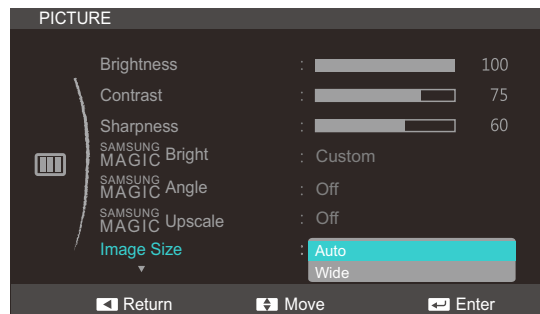 PICTURE
Brightness : 100
Contrast : 75
Sharpness : 60
SAMSUNG MAGIC Bright : Custom
SAMSUNG MAGIC Angle : Off
SAMSUNG MAGIC Upscale : Off
Image Size : Auto
Wide
Return Move Enter